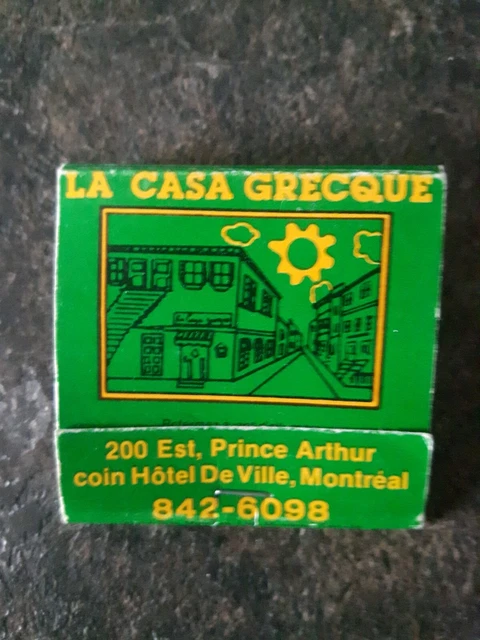 LA CASA GRECQUE
200 Est, Prince Arthur
coin Hôtel De Ville, Montréal
842-6098